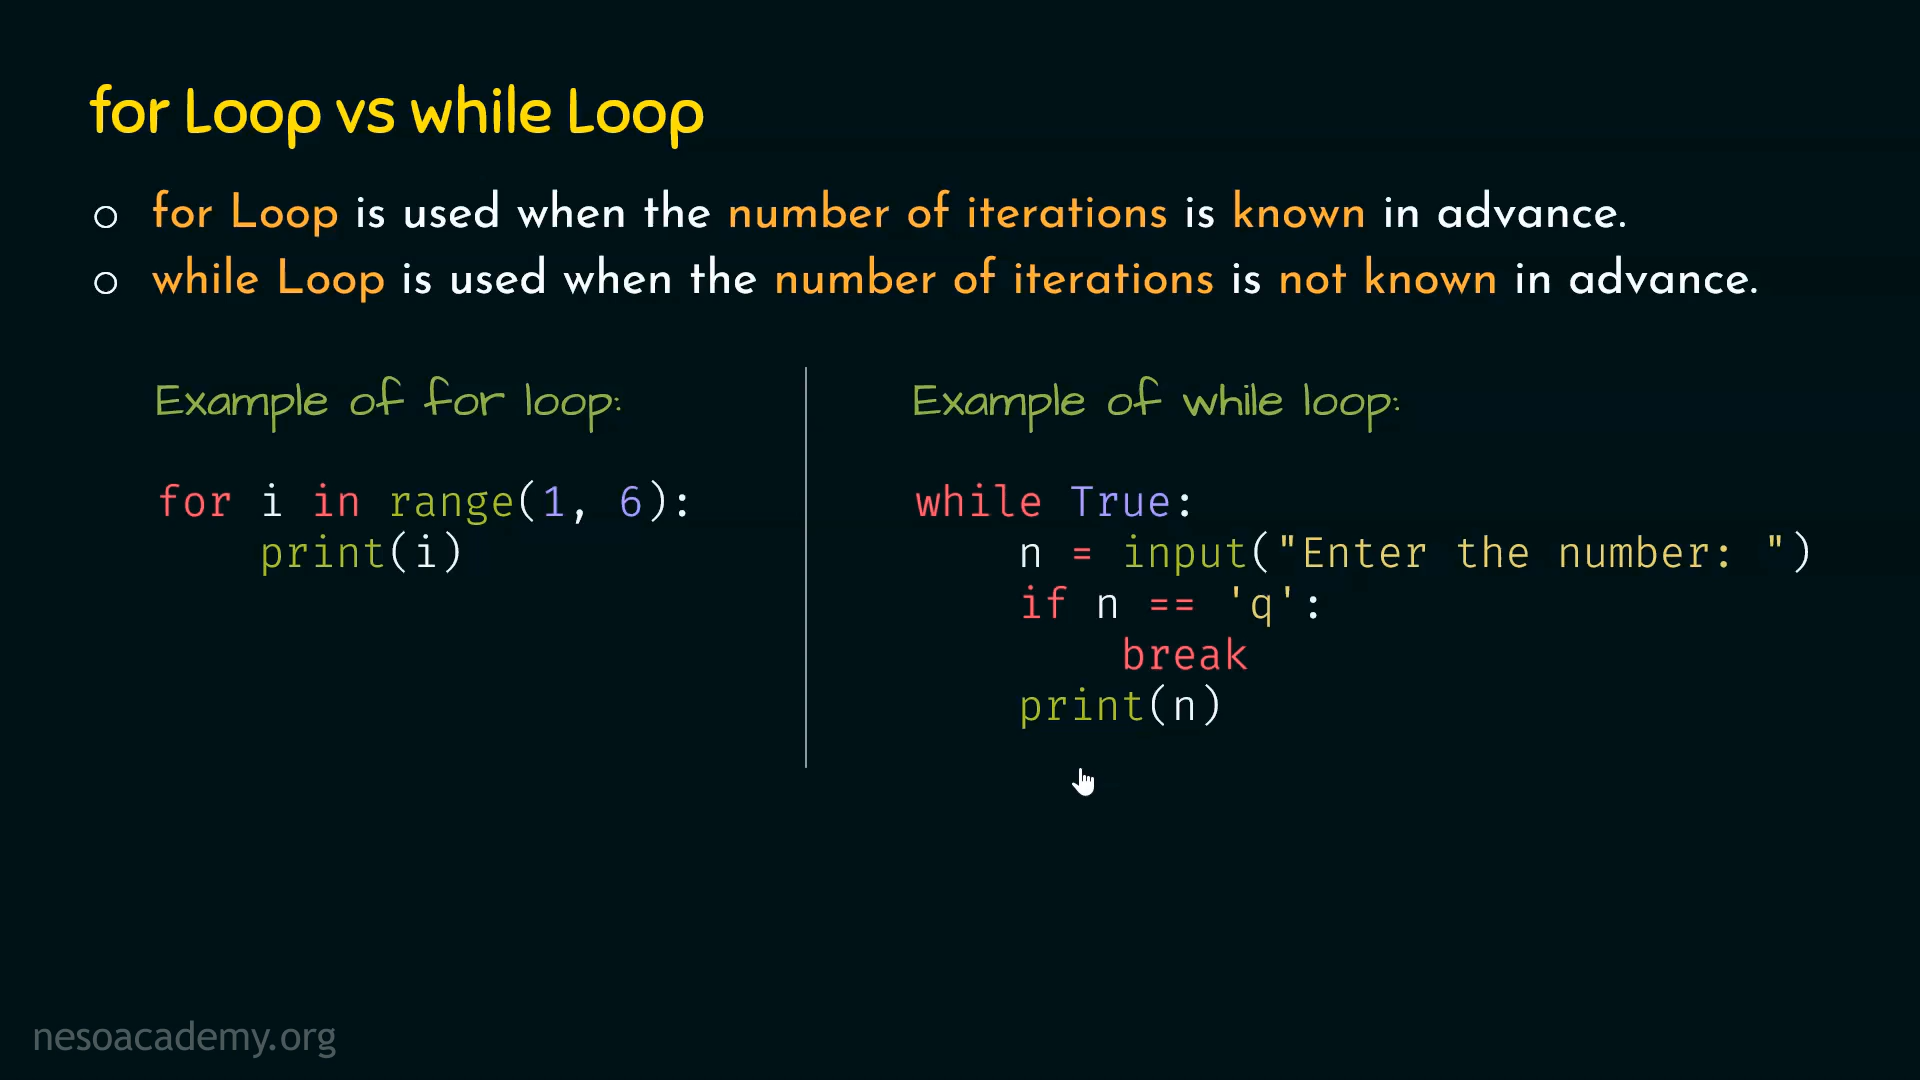 for Loop vs while Loop
for Loop is used when the number of iterations is known in advance.
while Loop is used when the number of iterations is not known in advance.
Example of for loop:
for i in range(1, 6):
    print(i)
Example of while loop:
while True:
    n = input("Enter the number: ")
    if n == 'q':
        break
    print(n)
nesoacademy.org